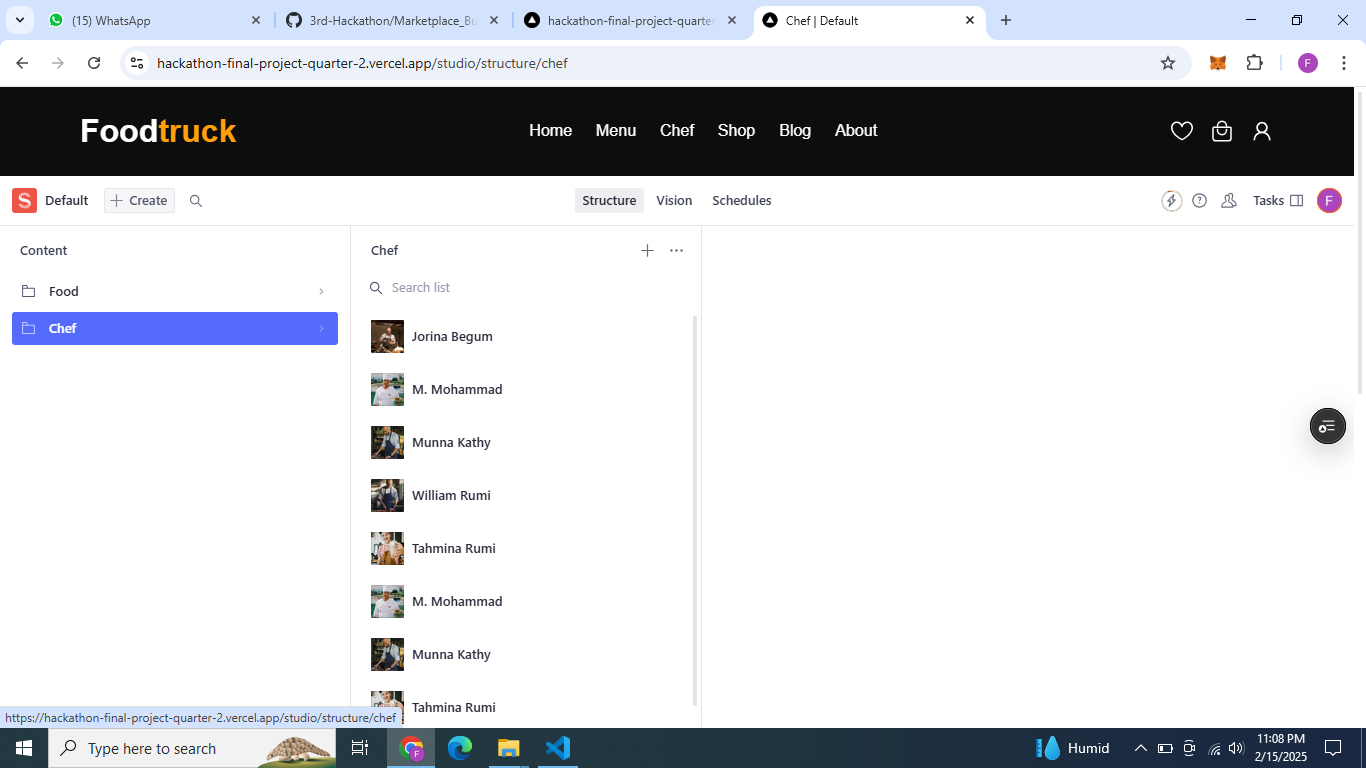 (15) WhatsApp
3rd-Hackathon/Marketplace_Bu
hackathon-final-project-quarter
Chef | Default
hackathon-final-project-quarter-2.vercel.app/studio/structure/chef
F
Foodtruck
Home Menu Chef Shop Blog About
S Default Create
Structure Vision Schedules
Tasks F
Content
Food
Chef
Chef
Search list
Jorina Begum
M. Mohammad
Munna Kathy
William Rumi
Tahmina Rumi
M. Mohammad
Munna Kathy
Tahmina Rumi
https://hackathon-final-project-quarter-2.vercel.app/studio/structure/chef
Type here to search
F
Humid
11:08 PM
2/15/2025